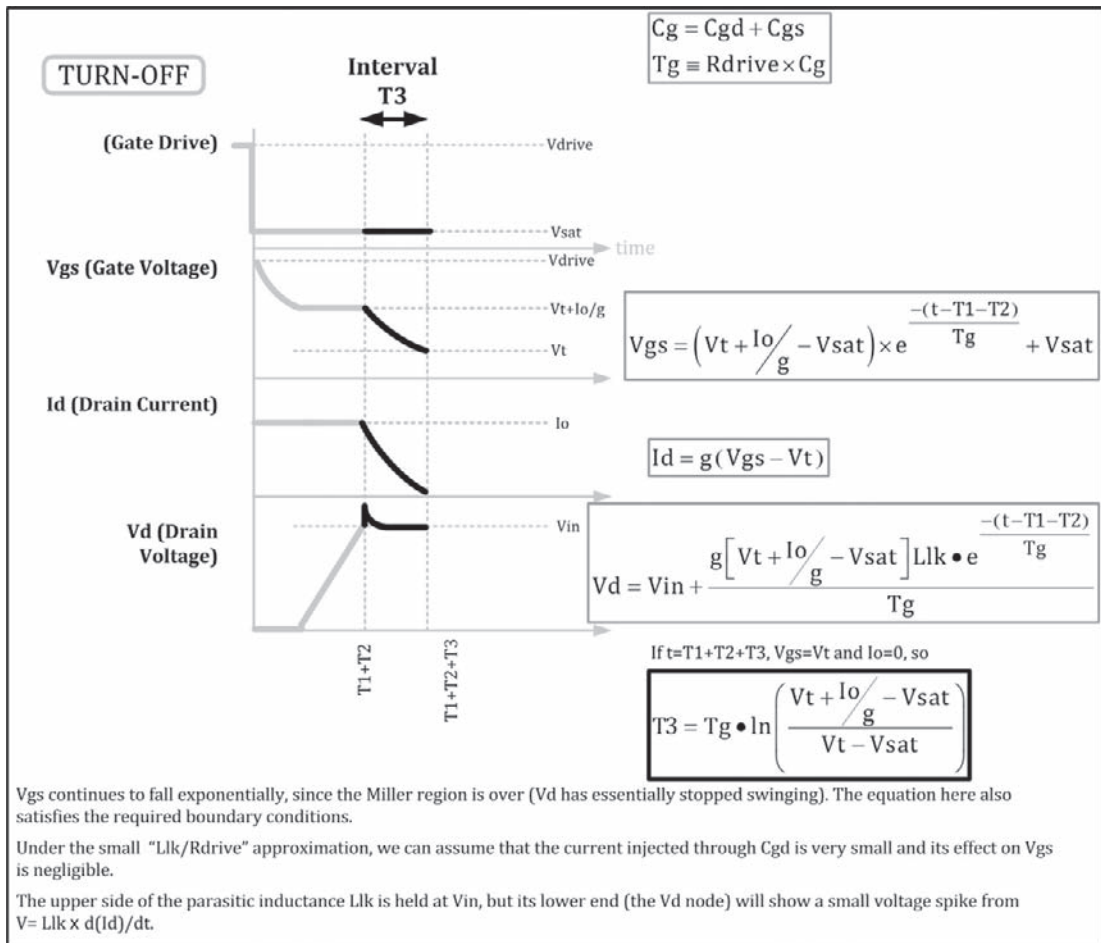 Cg = Cgd + Cgs
Tg ≡ Rdrive × Cg
TURN-OFF
Interval
T3
(Gate Drive)
Vdrive
Vsat
time
Vgs (Gate Voltage)
Vdrive
Vt+Io/g
Vt
Vgs = (Vt + Io/g − Vsat) × e^(−(t−T1−T2)/Tg) + Vsat
Id (Drain Current)
Io
Id = g(Vgs − Vt)
Vd (Drain
Voltage)
Vin
Vd = Vin + g[Vt + Io/g − Vsat]Llk • e^(−(t−T1−T2)/Tg) / Tg
T1+T2
T1+T2+T3
If t=T1+T2+T3, Vgs=Vt and Io=0, so
T3 = Tg • ln((Vt + Io/g − Vsat) / (Vt − Vsat))
Vgs continues to fall exponentially, since the Miller region is over (Vd has essentially stopped swinging). The equation here also
satisfies the required boundary conditions.
Under the small "Llk/Rdrive" approximation, we can assume that the current injected through Cgd is very small and its effect on Vgs
is negligible.
The upper side of the parasitic inductance Llk is held at Vin, but its lower end (the Vd node) will show a small voltage spike from
V= Llk x d(Id)/dt.